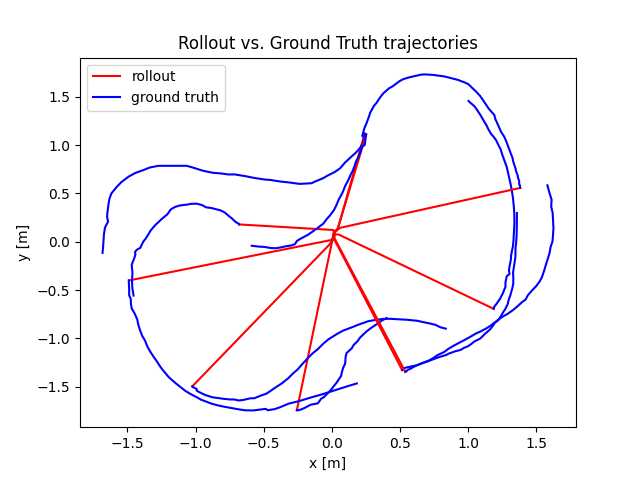 Rollout vs. Ground Truth trajectories
rollout
ground truth
y [m]
1.5
1.0
0.5
0.0
−0.5
−1.0
−1.5
−1.5 −1.0 −0.5 0.0 0.5 1.0 1.5
x [m]